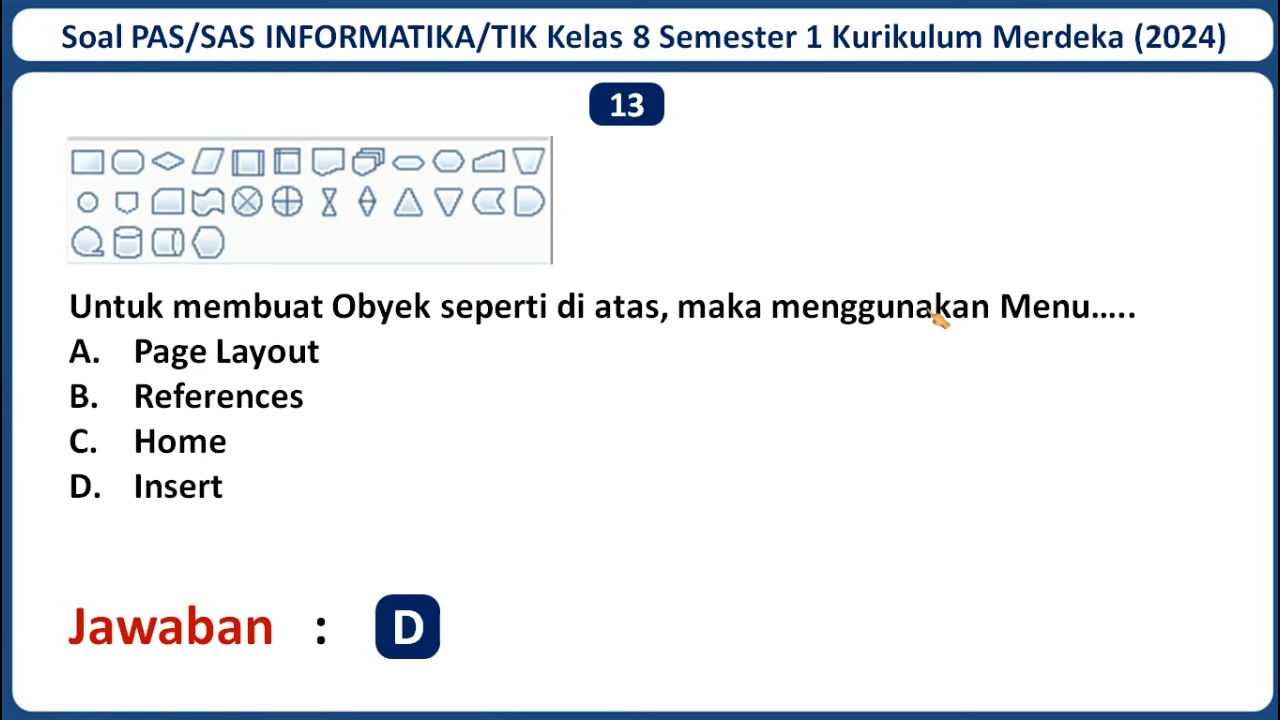 Soal PAS/SAS INFORMATIKA/TIK Kelas 8 Semester 1 Kurikulum Merdeka (2024)
13
Untuk membuat Obyek seperti di atas, maka menggunakan Menu.....
A. Page Layout
B. References
C. Home
D. Insert
Jawaban : D